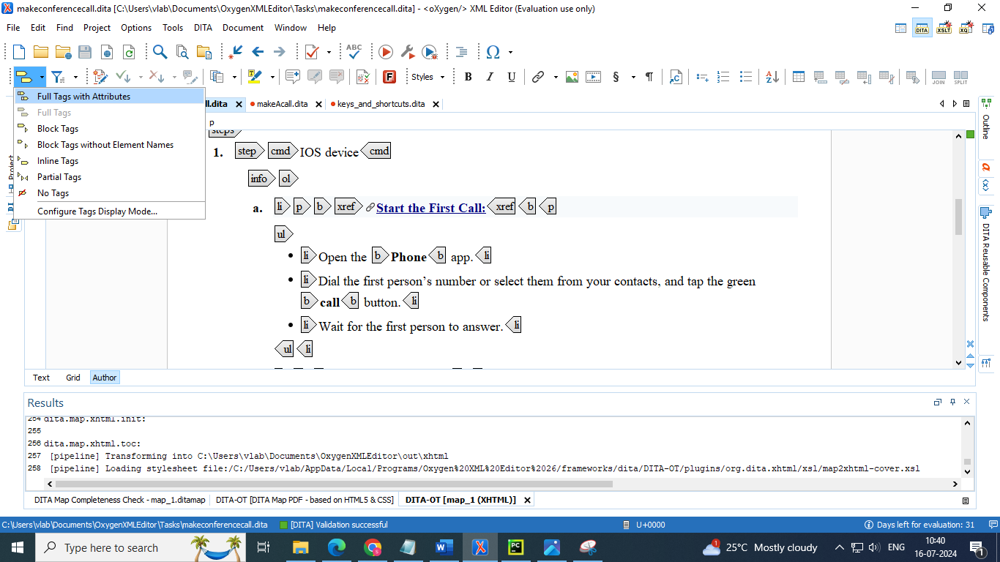 makeconferencecall.dita [C:\Users\vlab\Documents\OxygenXMLEditor\Tasks\makeconferencecall.dita] - <oXygen/> XML Editor (Evaluation use only)
File Edit Find Project Options Tools DITA Document Window Help
DITA XSLT XQ
ABC
Styles B I U § ¶ JOIN SPLIT
Full Tags with Attributes
Full Tags
Block Tags
Block Tags without Element Names
Inline Tags
Partial Tags
No Tags
Configure Tags Display Mode...
ll.dita makeAcall.dita keys_and_shortcuts.dita
p
Project
steps
1. step cmd IOS device cmd
info ol
a. li p b xref Start the First Call: xref b p
ul
li Open the b Phone b app. li
li Dial the first person’s number or select them from your contacts, and tap the green
b call b button. li
li Wait for the first person to answer. li
ul li
Outline
DITA Reusable Components
Text Grid Author
Results
254 dita.map.xhtml.init:
255
256 dita.map.xhtml.toc:
257 [pipeline] Transforming into C:\Users\vlab\Documents\OxygenXMLEditor\out\xhtml
258 [pipeline] Loading stylesheet file:/C:/Users/vlab/AppData/Local/Programs/Oxygen%20XML%20Editor%2026/frameworks/dita/DITA-OT/plugins/org.dita.xhtml/xsl/map2xhtml-cover.xsl
DITA Map Completeness Check - map_1.ditamap DITA-OT [DITA Map PDF - based on HTML5 & CSS] DITA-OT [map_1 (XHTML)]
C:\Users\vlab\Documents\OxygenXMLEditor\Tasks\makeconferencecall.dita [DITA] Validation successful U+0000 Days left for evaluation: 31
Type here to search 25°C Mostly cloudy ENG 10:40
16-07-2024 1